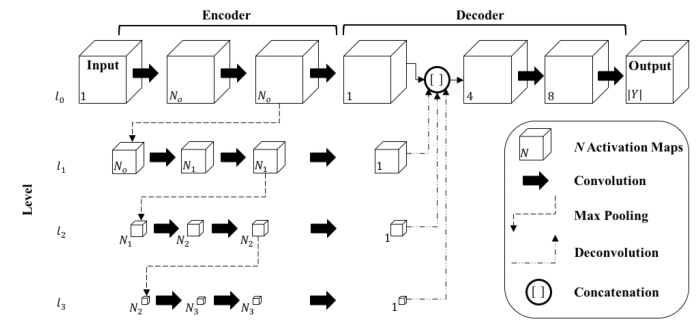 Encoder Decoder
Input Output
l₀ 1 Nₒ Nₒ 1 [ ] 4 8 |Y|
l₁ Nₒ N₁ N₁ 1
l₂ N₁ N₂ N₂ 1
l₃ N₂ N₃ N₃ 1
Level
N N Activation Maps
Convolution
Max Pooling
Deconvolution
[ ] Concatenation